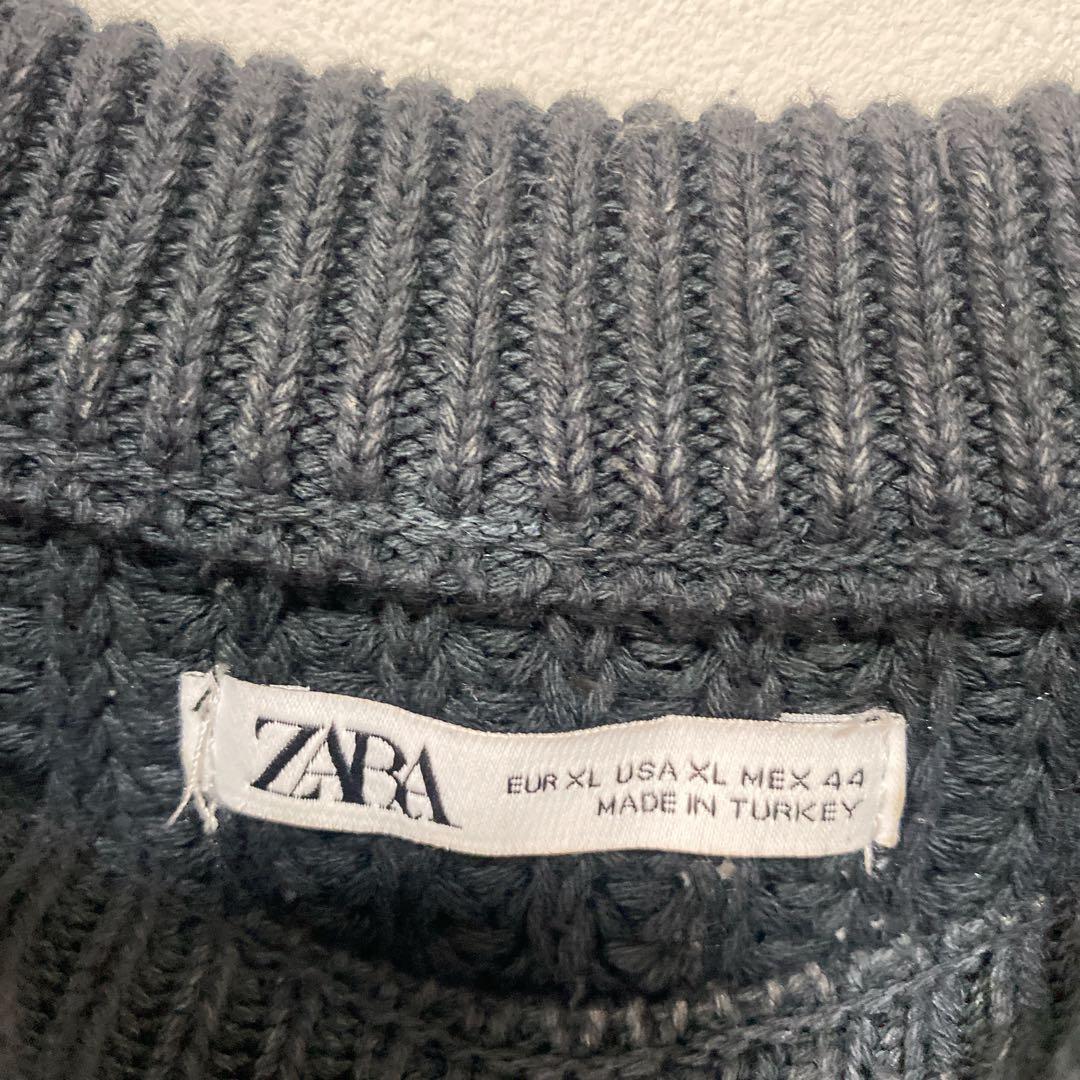 ZARA
EUR XL USA XL MEX 44
MADE IN TURKEY